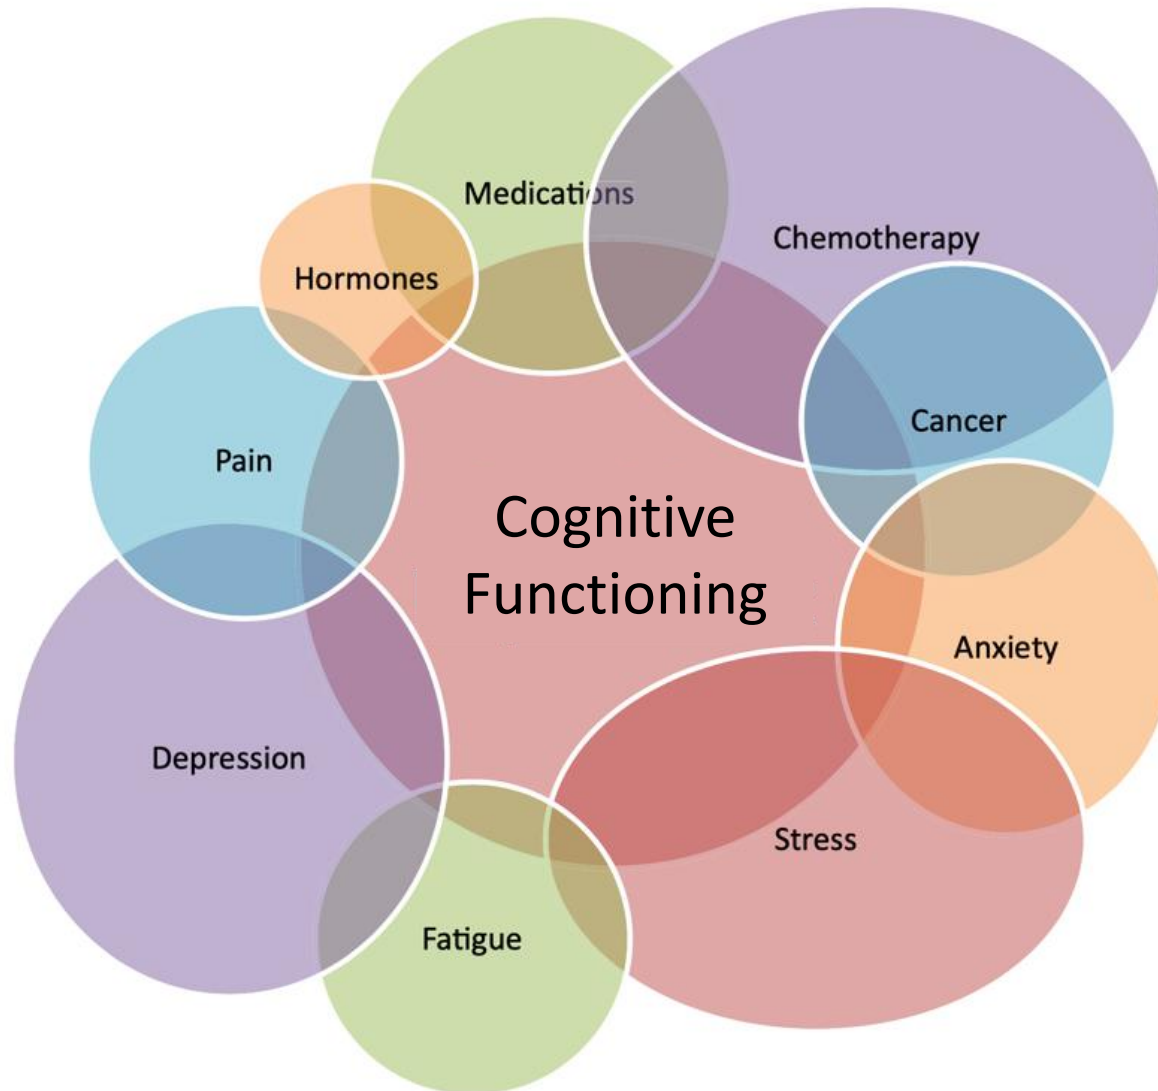 Medications
Chemotherapy
Hormones
Cancer
Pain
Cognitive
Functioning
Anxiety
Depression
Stress
Fatigue